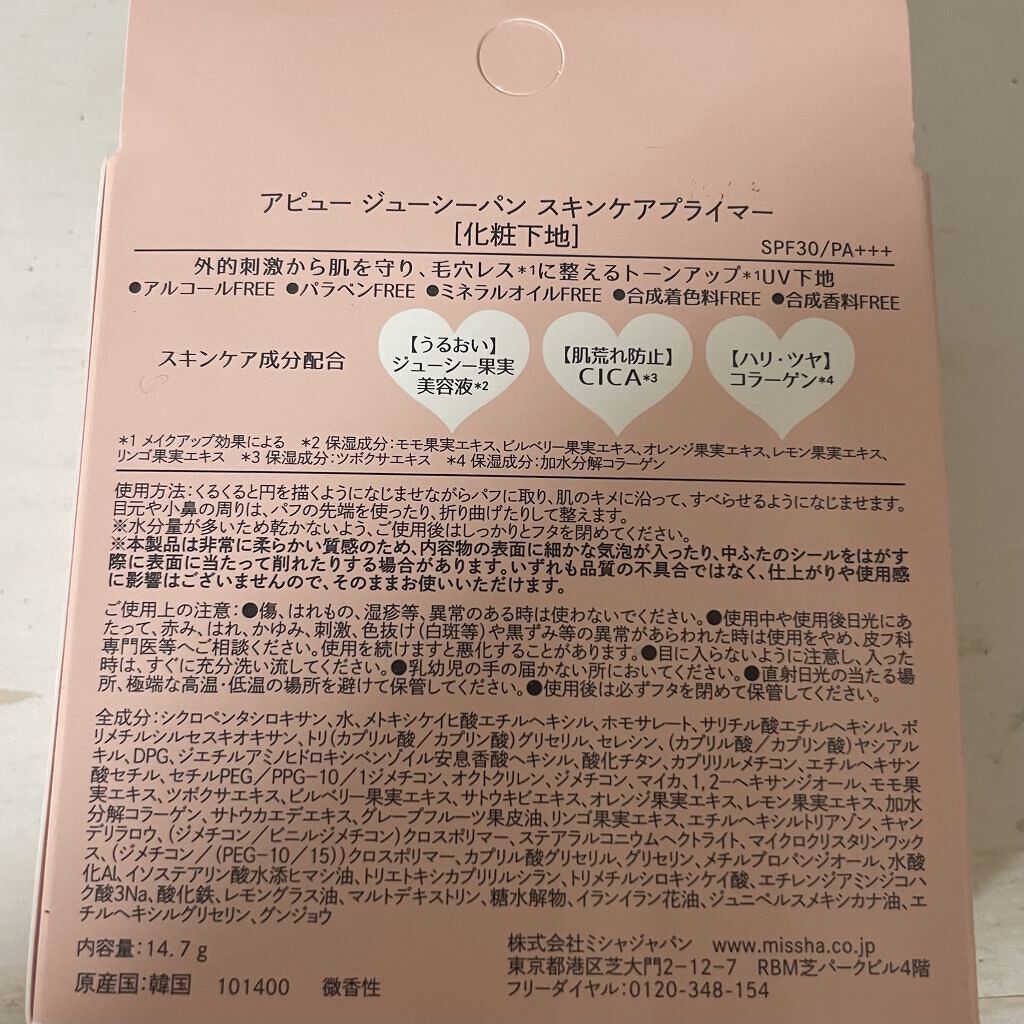 アピュー ジューシーパン スキンケアプライマー
[化粧下地]
SPF30/PA+++
外的刺激から肌を守り、毛穴レス*1に整えるトーンアップ*1UV下地
●アルコールFREE ●パラベンFREE ●ミネラルオイルFREE ●合成着色料FREE ●合成香料FREE
スキンケア成分配合
【うるおい】
ジューシー果実
美容液*2
【肌荒れ防止】
CICA*3
【ハリ・ツヤ】
コラーゲン*4
*1 メイクアップ効果による *2 保湿成分:モモ果実エキス、ビルベリー果実エキス、オレンジ果実エキス、レモン果実エキス、
リンゴ果実エキス *3 保湿成分:ツボクサエキス *4 保湿成分:加水分解コラーゲン
使用方法:くるくると円を描くようになじませながらパフに取り、肌のキメに沿って、すべらせるようになじませます。
目元や小鼻の周りは、パフの先端を使ったり、折り曲げたりして整えます。
※水分量が多いため乾かないよう、ご使用後はしっかりとフタを閉めてください。
※本製品は非常に柔らかい質感のため、内容物の表面に細かな気泡が入ったり、中ふたのシールをはがす
際に表面に当たって削れたりする場合があります。いずれも品質の不具合ではなく、仕上がりや使用感
に影響はございませんので、そのままお使いいただけます。
ご使用上の注意:●傷、はれもの、湿疹等、異常のある時は使わないでください。●使用中や使用後日光にあ
たって、赤み、はれ、かゆみ、刺激、色抜け(白斑等)や黒ずみ等の異常があらわれた時は使用をやめ、皮フ科
専門医等へご相談ください。使用を続けますと悪化することがあります。●目に入らないように注意し、入った
時は、すぐに充分洗い流してください。●乳幼児の手の届かない所においてください。●直射日光の当たる場
所、極端な高温・低温の場所を避けて保管してください。●使用後は必ずフタを閉めて保管してください。
全成分:シクロペンタシロキサン、水、メトキシケイヒ酸エチルヘキシル、ホモサレート、サリチル酸エチルヘキシル、ポ
リメチルシルセスキオキサン、トリ(カプリル酸/カプリン酸)グリセリル、セレシン、(カプリル酸/カプリン酸)ヤシアル
キル、DPG、ジエチルアミノヒドロキシベンゾイル安息香酸ヘキシル、酸化チタン、カプリリルメチコン、エチルヘキサン
酸セチル、セチルPEG/PPG-10/1ジメチコン、オクトクリレン、ジメチコン、マイカ、1,2-ヘキサンジオール、モモ果
実エキス、ツボクサエキス、ビルベリー果実エキス、サトウキビエキス、オレンジ果実エキス、レモン果実エキス、加水
分解コラーゲン、サトウカエデエキス、グレープフルーツ果皮油、リンゴ果実エキス、エチルヘキシルトリアゾン、キャン
デリラロウ、(ジメチコン/ビニルジメチコン)クロスポリマー、ステアラルコニウムヘクトライト、マイクロクリスタリンワック
ス、(ジメチコン/(PEG-10/15))クロスポリマー、カプリル酸グリセリル、グリセリン、メチルプロパンジオール、水酸
化Al、イソステアリン酸水添ヒマシ油、トリエトキシカプリリルシラン、トリメチルシロキシケイ酸、エチレンジアミンジコハ
ク酸3Na、酸化鉄、レモングラス油、マルトデキストリン、糖水解物、イランイラン花油、ジュニペルスメキシカナ油、エ
チルヘキシルグリセリン、グンジョウ
内容量:14.7g
原産国:韓国 101400 微香性
株式会社ミシャジャパン www.missha.co.jp
東京都港区芝大門2-12-7 RBM芝パークビル4階
フリーダイヤル:0120-348-154